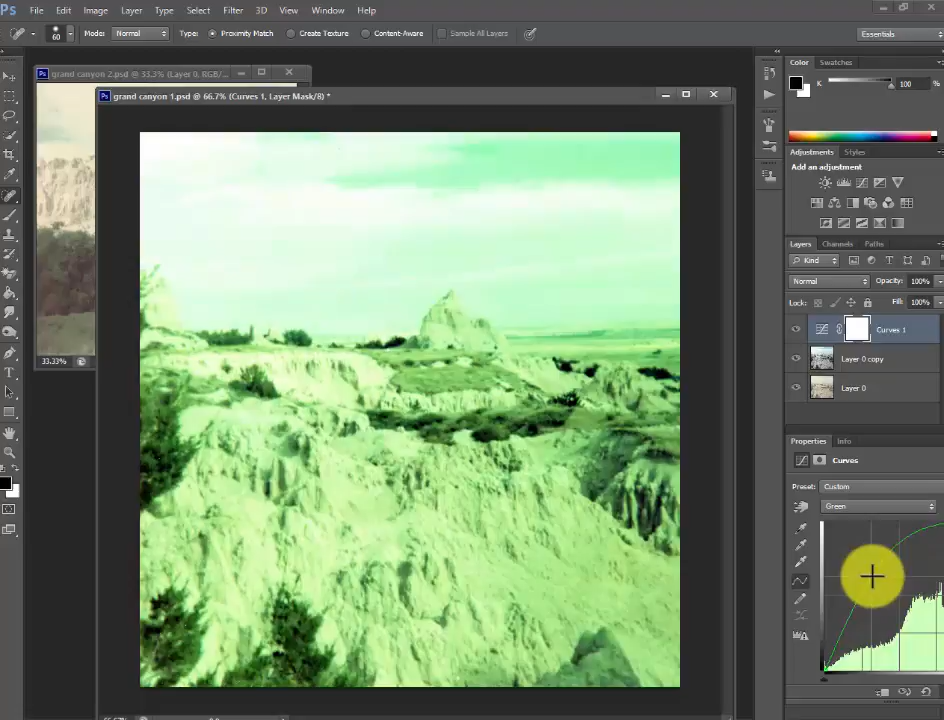 Ps File Edit Image Layer Type Select Filter 3D View Window Help
60 Mode: Normal Type: Proximity Match Create Texture Content-Aware Sample All Layers Essentials
Ps grand canyon 2.psd @ 33.3% (Layer 0, RGB/...
Ps grand canyon 1.psd @ 66.7% (Curves 1, Layer Mask/8) *
Color Swatches
K 100 %
Adjustments Styles
Add an adjustment
Layers Channels Paths
Kind T
Normal Opacity: 100%
Lock: Fill: 100%
Curves 1
Layer 0 copy
Layer 0
33.33%
Properties Info
Curves
Preset: Custom
Green